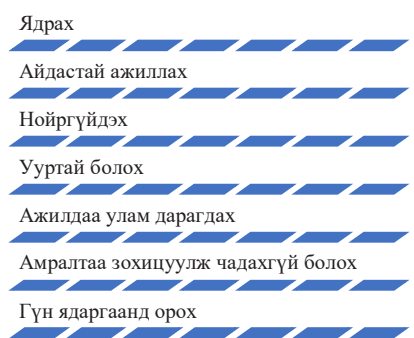 Ядрах
Айдастай ажиллах
Нойргүйдэх
Ууртай болох
Ажилдаа улам дарагдах
Амралтаа зохицуулж чадахгүй болох
Гүн ядаргаанд орох